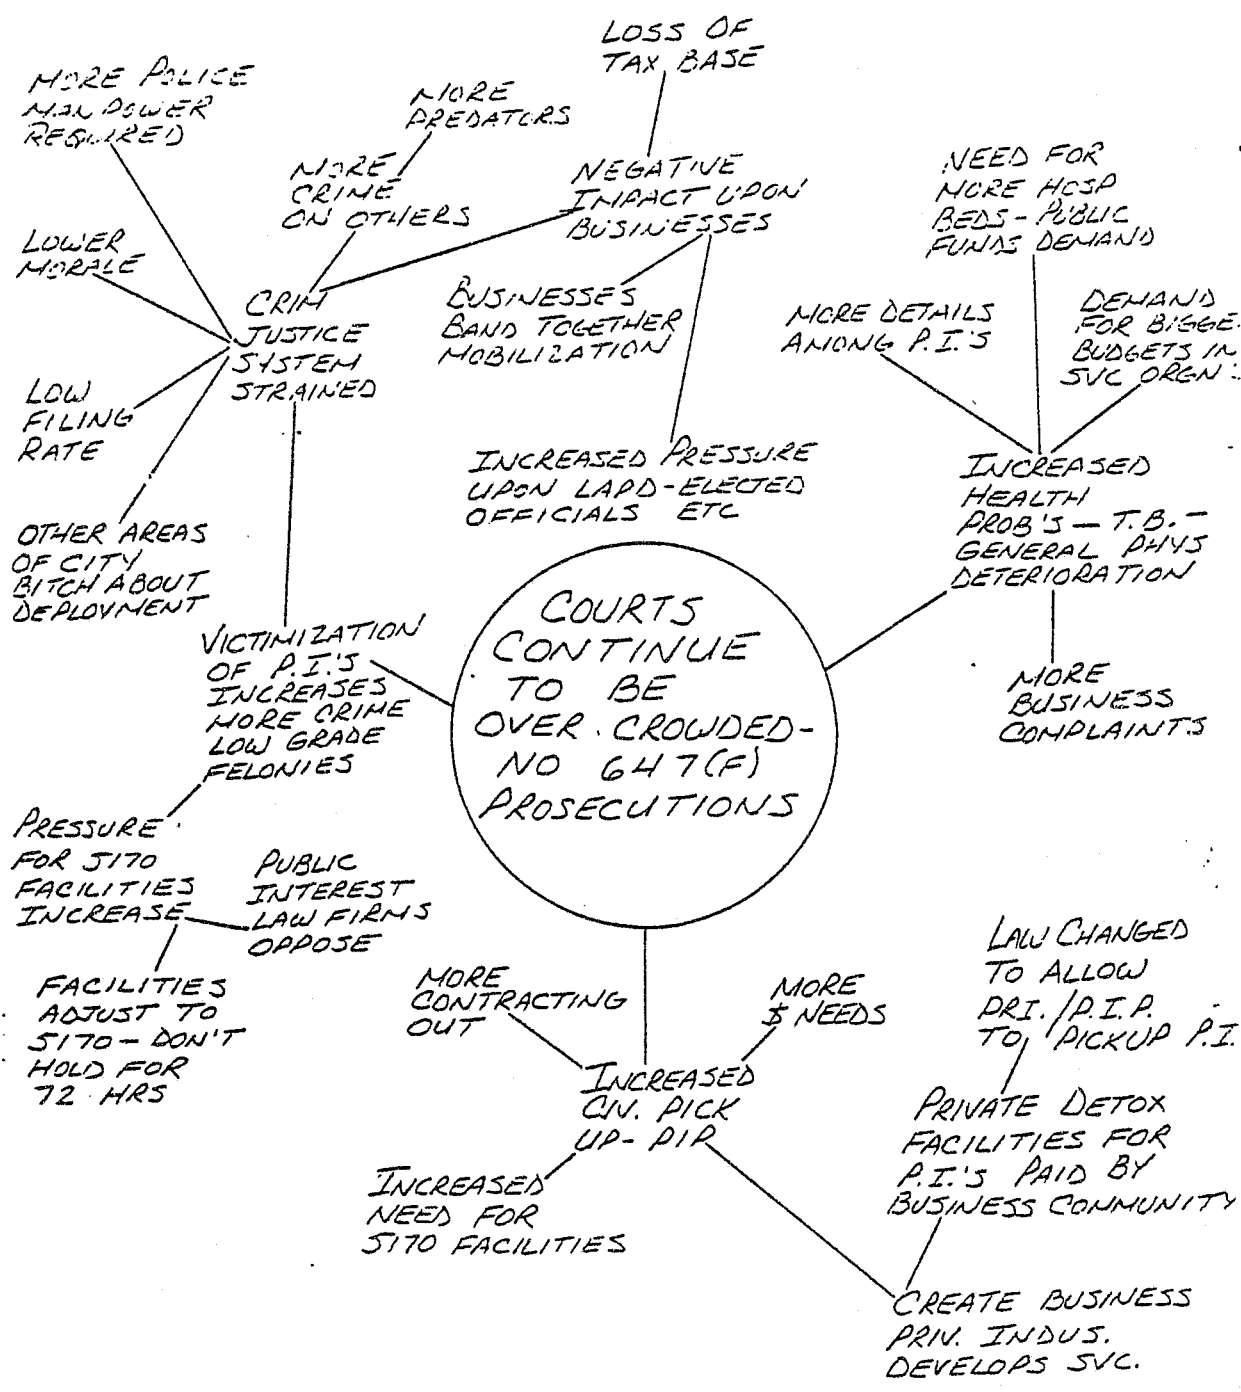 LOSS OF
TAX BASE
MORE POLICE
MAN POWER
REQUIRED
MORE
PREDATORS
MORE
CRIME
ON OTHERS
NEGATIVE
IMPACT UPON
BUSINESSES
NEED FOR
MORE HOSP
BEDS - PUBLIC
FUNDS DEMAND
LOWER
MORALE
CRIM
JUSTICE
SYSTEM
STRAINED
BUSINESSES
BAND TOGETHER
MOBILIZATION
MORE DETAILS
AMONG P.I.'S
DEMAND
FOR BIGGE
BUDGETS IN
SVC ORGN'
LOW
FILING
RATE
INCREASED PRESSURE
UPON LAPD - ELECTED
OFFICIALS ETC
INCREASED
HEALTH
PROB'S - T.B. -
GENERAL PHYS
DETERIORATION
OTHER AREAS
OF CITY
BITCH ABOUT
DEPLOYMENT
VICTIMIZATION
OF P.I.'S
INCREASES
MORE CRIME
LOW GRADE
FELONIES
COURTS
CONTINUE
TO BE
OVER CROWDED -
NO 647(F)
PROSECUTIONS
MORE
BUSINESS
COMPLAINTS
PRESSURE
FOR 5170
FACILITIES
INCREASE
PUBLIC
INTEREST
LAW FIRMS
OPPOSE
FACILITIES
ADJUST TO
5170 - DON'T
HOLD FOR
72 HRS
MORE
CONTRACTING
OUT
MORE
$ NEEDS
LAW CHANGED
TO ALLOW
PRI./P.I.P.
TO PICKUP P.I.
INCREASED
CIV. PICK
UP - PIP
PRIVATE DETOX
FACILITIES FOR
P.I.'S PAID BY
BUSINESS COMMUNITY
INCREASED
NEED FOR
5170 FACILITIES
CREATE BUSINESS
PRIV. INDUS.
DEVELOPS SVC.